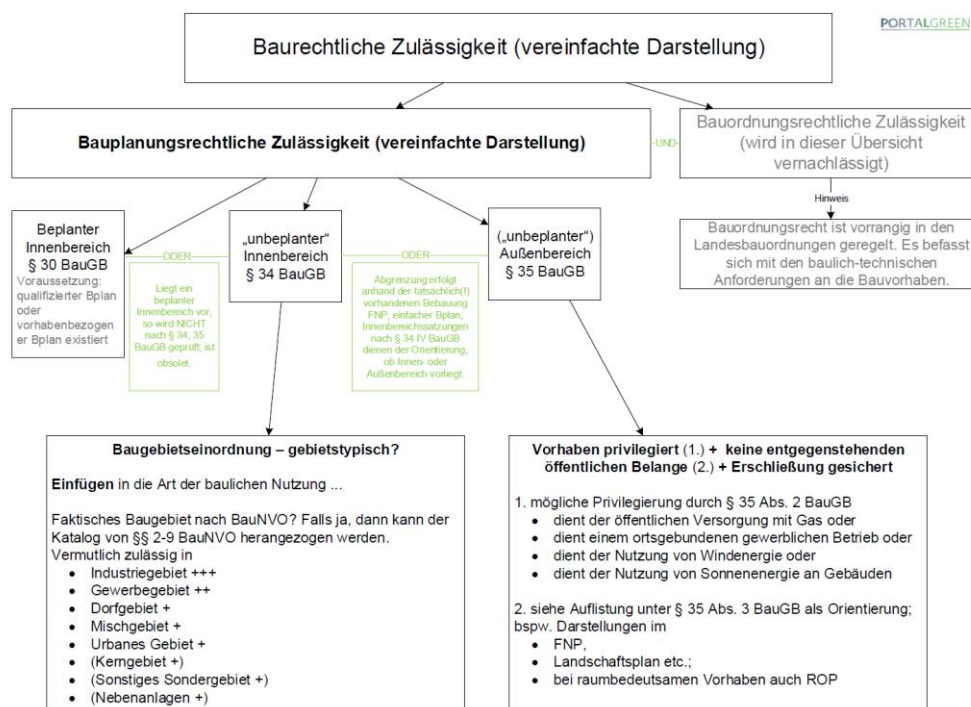 PORTALGREEN
Baurechtliche Zulässigkeit (vereinfachte Darstellung)
Bauplanungsrechtliche Zulässigkeit (vereinfachte Darstellung)
UND
Bauordnungsrechtliche Zulässigkeit
(wird in dieser Übersicht
vernachlässigt)
Hinweis
Bauordnungsrecht ist vorrangig in den
Landesbauordnungen geregelt. Es befasst
sich mit den baulich-technischen
Anforderungen an die Bauvorhaben.
Beplanter
Innenbereich
§ 30 BauGB
Voraussetzung:
qualifizierter Bplan
oder
vorhabenbezogen
er Bplan existiert
ODER
Liegt ein
beplanter
Innenbereich vor,
so wird NICHT
nach § 34, 35
BauGB geprüft; ist
obsolet.
„unbeplanter“
Innenbereich
§ 34 BauGB
ODER
Abgrenzung erfolgt
anhand der tatsächlich(!)
vorhandenen Bebauung
FNP, einfacher Bplan,
Innenbereichssatzungen
nach § 34 IV BauGB
dienen der Orientierung,
ob Innen- oder
Außenbereich vorliegt.
(„unbeplanter“)
Außenbereich
§ 35 BauGB
Baugebietseinordnung – gebietstypisch?
Einfügen in die Art der baulichen Nutzung ...
Faktisches Baugebiet nach BauNVO? Falls ja, dann kann der
Katalog von §§ 2-9 BauNVO herangezogen werden.
Vermutlich zulässig in
• Industriegebiet +++
• Gewerbegebiet ++
• Dorfgebiet +
• Mischgebiet +
• Urbanes Gebiet +
• (Kerngebiet +)
• (Sonstiges Sondergebiet +)
• (Nebenanlagen +)
Vorhaben privilegiert (1.) + keine entgegenstehenden
öffentlichen Belange (2.) + Erschließung gesichert
1. mögliche Privilegierung durch § 35 Abs. 2 BauGB
• dient der öffentlichen Versorgung mit Gas oder
• dient einem ortsgebundenen gewerblichen Betrieb oder
• dient der Nutzung von Windenergie oder
• dient der Nutzung von Sonnenenergie an Gebäuden
2. siehe Auflistung unter § 35 Abs. 3 BauGB als Orientierung;
bspw. Darstellungen im
• FNP,
• Landschaftsplan etc.;
• bei raumbedeutsamen Vorhaben auch ROP